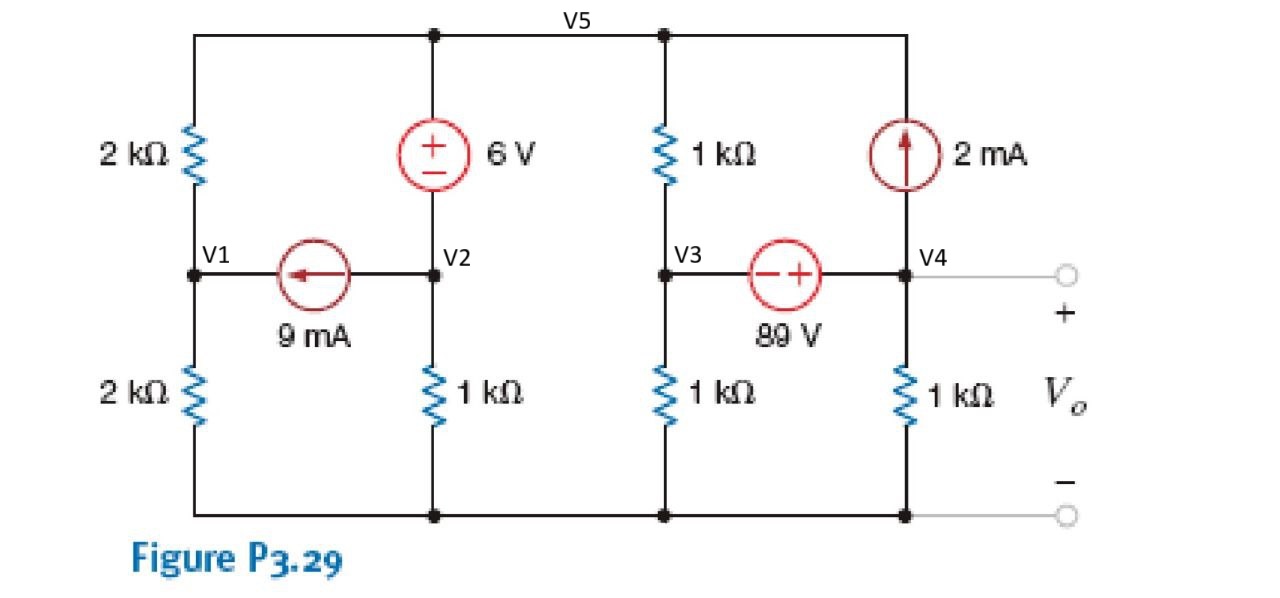 V5
2 kΩ
+
−
6 V
1 kΩ
2 mA
V1
V2
V3
V4
− +
9 mA
89 V
+
2 kΩ
1 kΩ
1 kΩ
1 kΩ
Vₒ
−
Figure P3.29